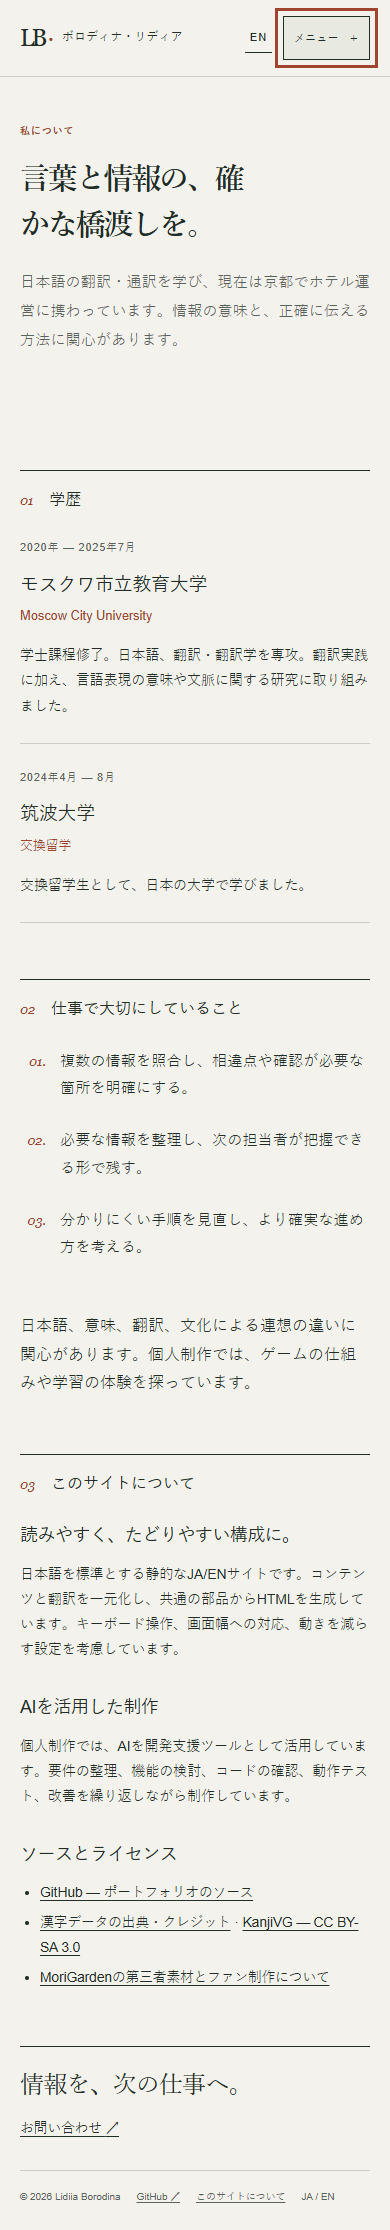 LB· ボロディナ・リディア EN メニュー +
私について
言葉と情報の、確
かな橋渡しを。
日本語の翻訳・通訳を学び、現在は京都でホテル運
営に携わっています。情報の意味と、正確に伝える
方法に関心があります。
01 学歴
2020年 — 2025年7月
モスクワ市立教育大学
Moscow City University
学士課程修了。日本語、翻訳・翻訳学を専攻。翻訳実践
に加え、言語表現の意味や文脈に関する研究に取り組み
ました。
2024年4月 — 8月
筑波大学
交換留学
交換留学生として、日本の大学で学びました。
02 仕事で大切にしていること
01. 複数の情報を照合し、相違点や確認が必要な
箇所を明確にする。
02. 必要な情報を整理し、次の担当者が把握でき
る形で残す。
03. 分かりにくい手順を見直し、より確実な進め
方を考える。
日本語、意味、翻訳、文化による連想の違いに
関心があります。個人制作では、ゲームの仕組
みや学習の体験を探っています。
03 このサイトについて
読みやすく、たどりやすい構成に。
日本語を標準とする静的なJA/ENサイトです。コンテン
ツと翻訳を一元化し、共通の部品からHTMLを生成して
います。キーボード操作、画面幅への対応、動きを減ら
す設定を考慮しています。
AIを活用した制作
個人制作では、AIを開発支援ツールとして活用していま
す。要件の整理、機能の検討、コードの確認、動作テス
ト、改善を繰り返しながら制作しています。
ソースとライセンス
• GitHub — ポートフォリオのソース
• 漢字データの出典・クレジット · KanjiVG — CC BY-
SA 3.0
• MoriGardenの第三者素材とファン制作について
情報を、次の仕事へ。
お問い合わせ ↗
© 2026 Lidiia Borodina GitHub ↗ このサイトについて JA / EN